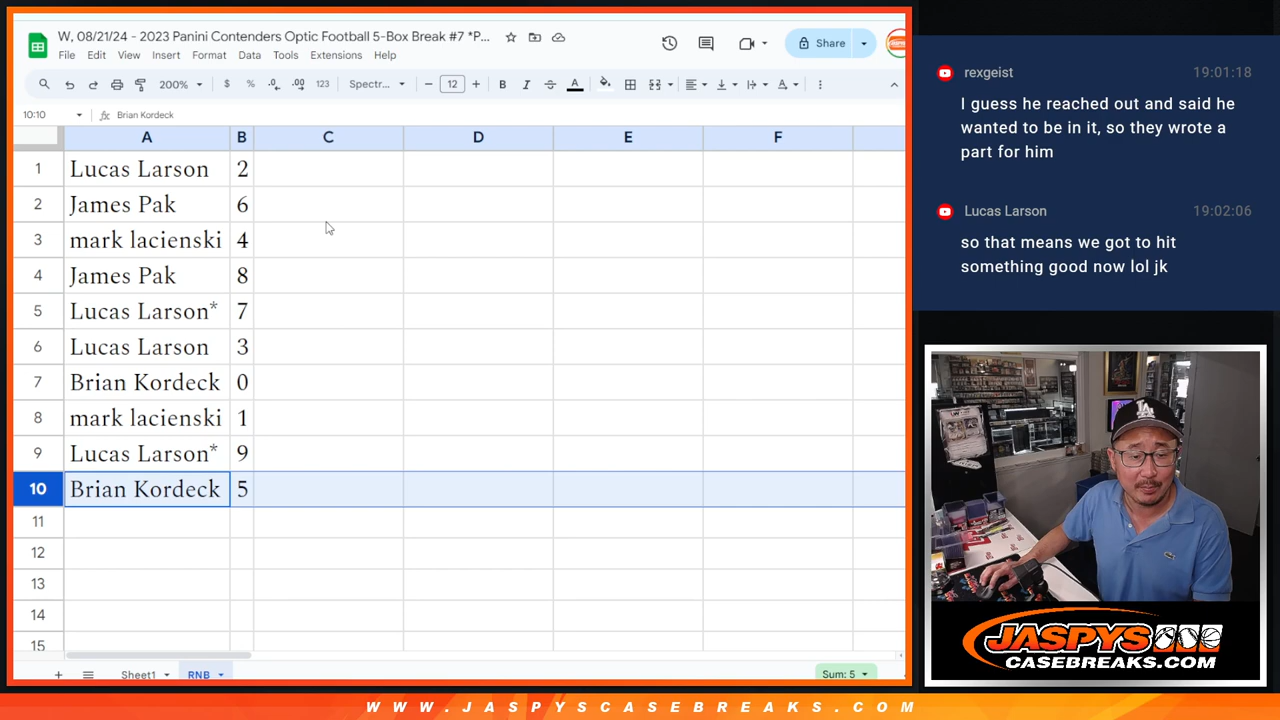 W, 08/21/24 - 2023 Panini Contenders Optic Football 5-Box Break #7 *P...
File Edit View Insert Format Data Tools Extensions Help
Share
200% $ % .0 .00 123 Spectr... 12 B I A
10:10 fx Brian Kordeck
A B C D E F
1 Lucas Larson 2
2 James Pak 6
3 mark lacienski 4
4 James Pak 8
5 Lucas Larson* 7
6 Lucas Larson 3
7 Brian Kordeck 0
8 mark lacienski 1
9 Lucas Larson* 9
10 Brian Kordeck 5
11
12
13
14
15
Sheet1 RNB Sum: 5
rexgeist 19:01:18
I guess he reached out and said he
wanted to be in it, so they wrote a
part for him
Lucas Larson 19:02:06
so that means we got to hit
something good now lol jk
LA
JASPYS
CASEBREAKS.COM
WWW.JASPYSCASEBREAKS.COM